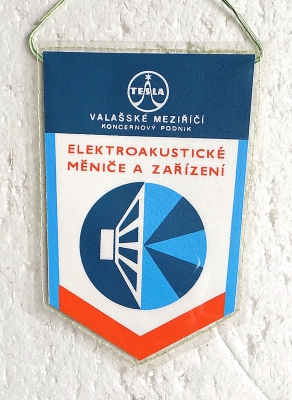 TESLA
VALAŠSKÉ MEZIŘÍČÍ
KONCERNOVÝ PODNIK
ELEKTROAKUSTICKÉ
MĚNIČE A ZAŘÍZENÍ